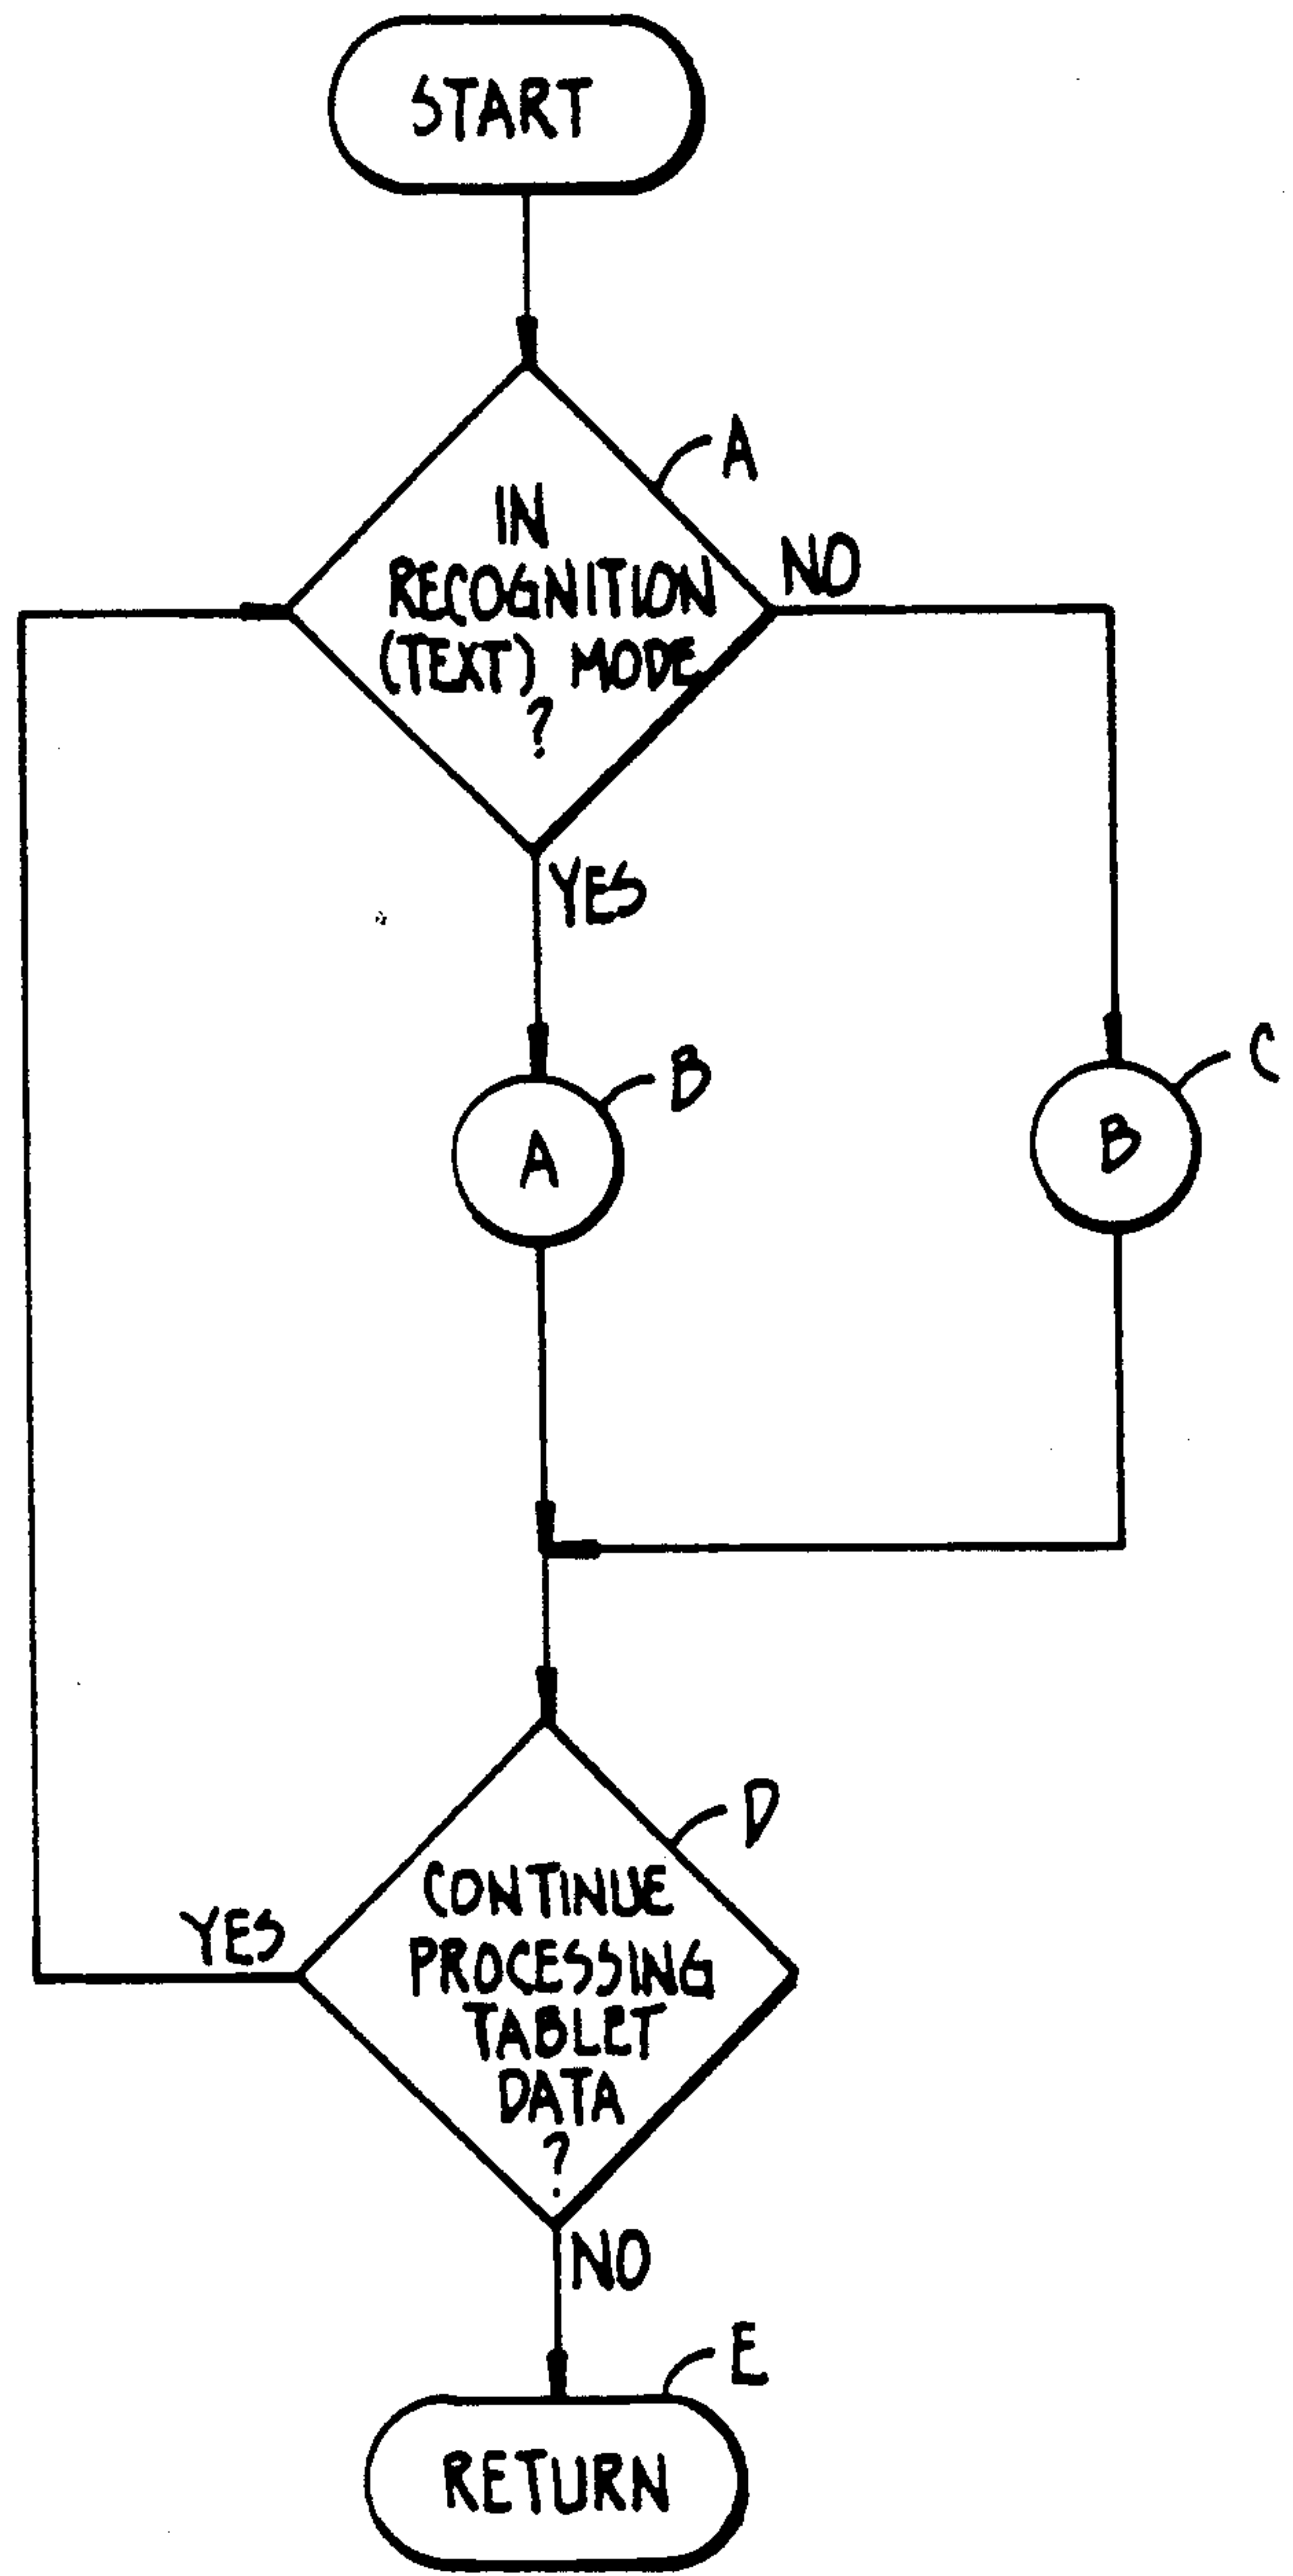 START
A
IN
RECOGNITION
(TEXT) MODE
?
NO
YES
B
A
C
B
D
CONTINUE
PROCESSING
TABLET
DATA
?
YES
NO
E
RETURN